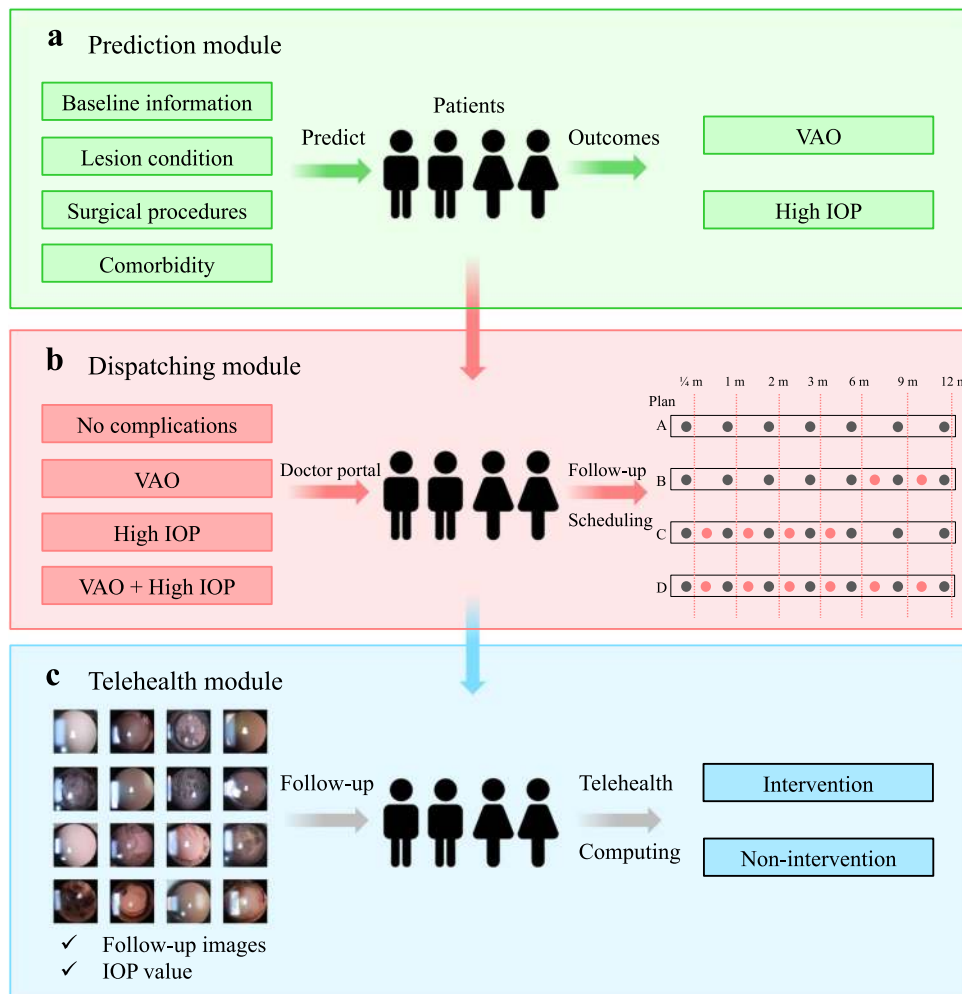 a Prediction module
Baseline information
Lesion condition
Surgical procedures
Comorbidity
Predict
Patients
Outcomes
VAO
High IOP
b Dispatching module
No complications
VAO
High IOP
VAO + High IOP
Doctor portal
Follow-up
Scheduling
¼ m 1 m 2 m 3 m 6 m 9 m 12 m
Plan
A
B
C
D
c Telehealth module
✓ Follow-up images
✓ IOP value
Follow-up
Telehealth
Computing
Intervention
Non-intervention